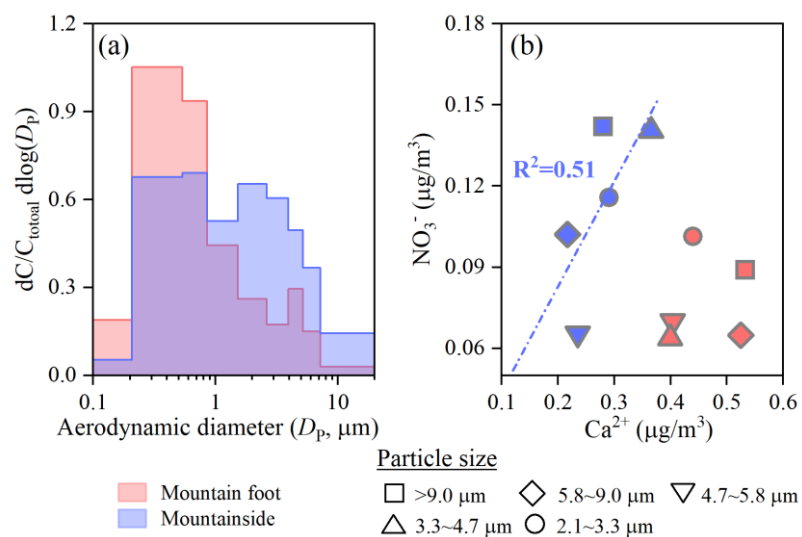 (a)
1.2
0.9
0.6
0.3
0.0
dC/C_totoal dlog(D_P)
0.1
1
10
Aerodynamic diameter (D_P, μm)
(b)
0.18
0.15
0.12
0.09
0.06
NO₃⁻ (μg/m³)
R²=0.51
0.1 0.2 0.3 0.4 0.5 0.6
Ca²⁺ (μg/m³)
Mountain foot
Mountainside
Particle size
>9.0 μm
5.8~9.0 μm
4.7~5.8 μm
3.3~4.7 μm
2.1~3.3 μm